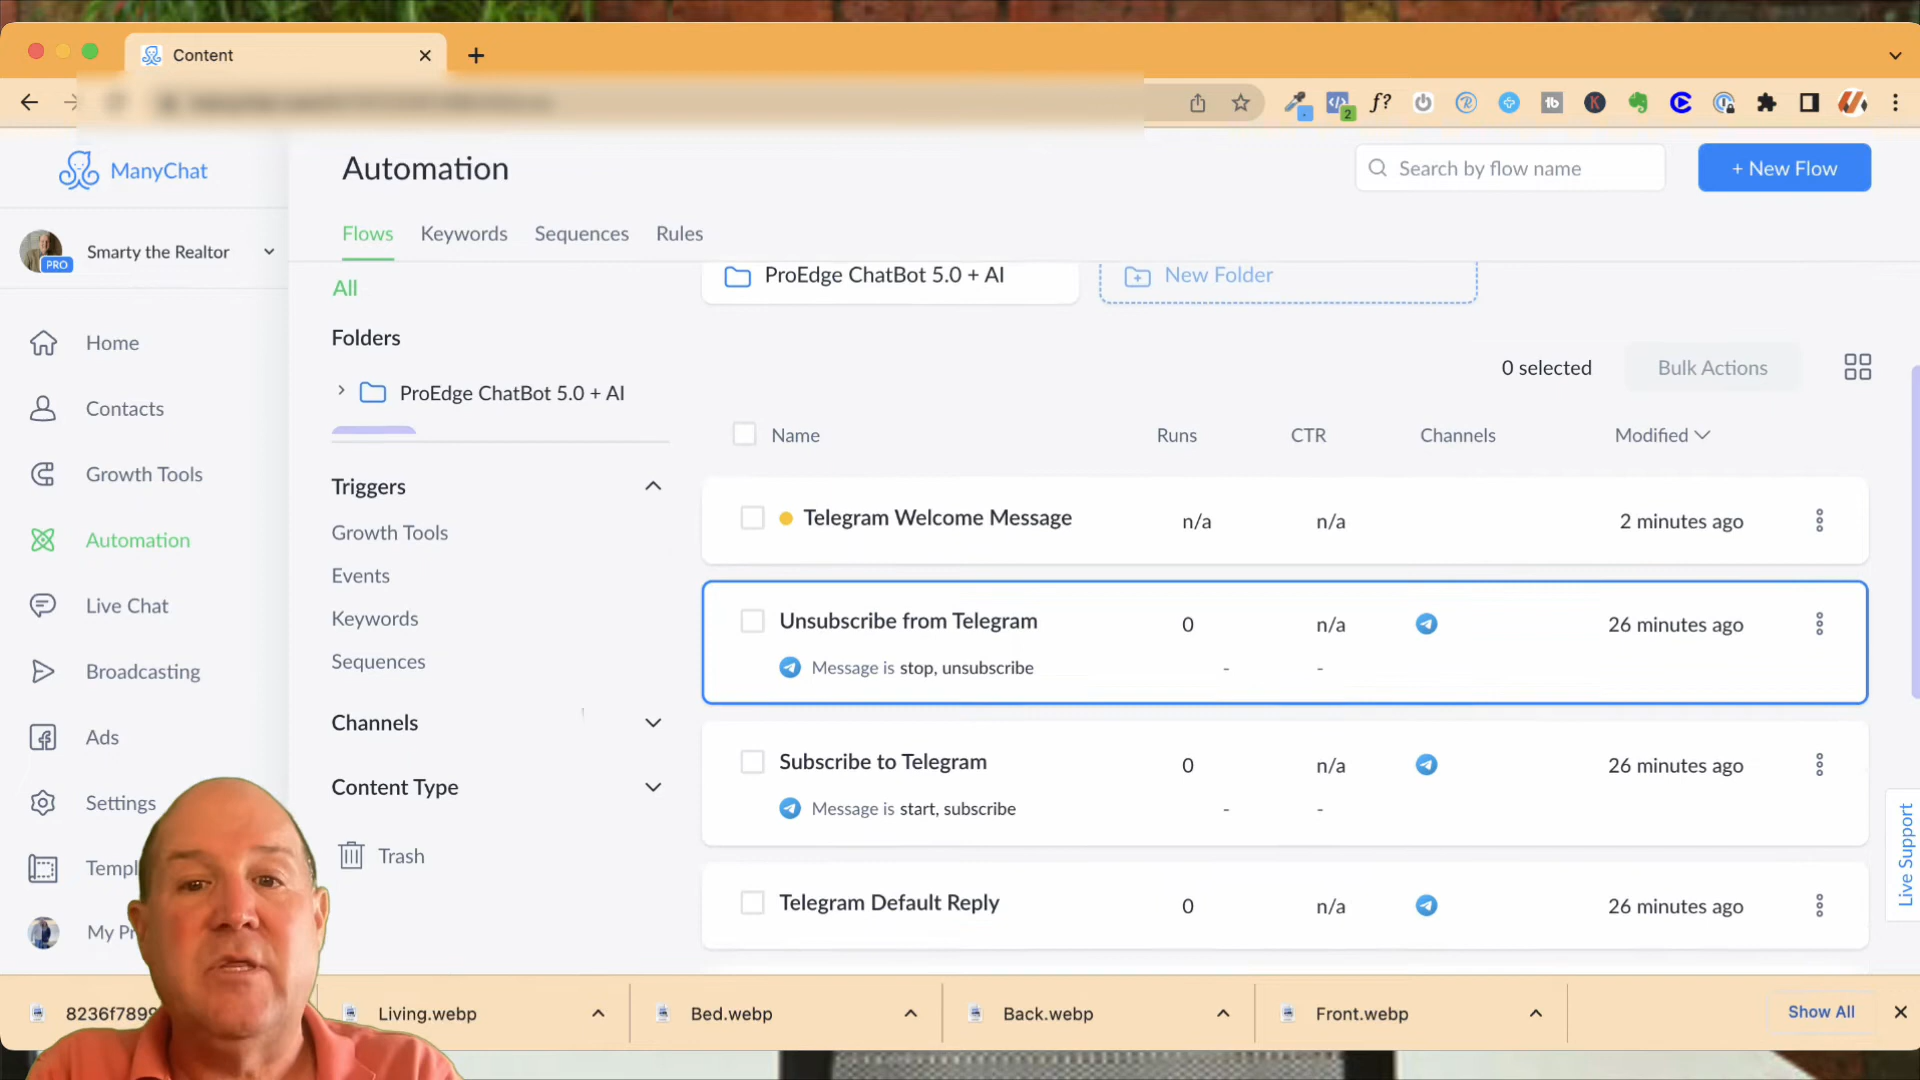 Content
f?
2
ManyChat
Automation
Search by flow name
+ New Flow
Smarty the Realtor
PRO
Flows
Keywords
Sequences
Rules
All
ProEdge ChatBot 5.0 + AI
New Folder
Folders
ProEdge ChatBot 5.0 + AI
0 selected
Bulk Actions
Home
Contacts
Growth Tools
Automation
Live Chat
Broadcasting
Ads
Settings
Templ
My Pr
Triggers
Growth Tools
Events
Keywords
Sequences
Channels
Content Type
Trash
Name
Runs
CTR
Channels
Modified
Telegram Welcome Message
n/a
n/a
2 minutes ago
Unsubscribe from Telegram
0
n/a
26 minutes ago
Message is stop, unsubscribe
-
-
Subscribe to Telegram
0
n/a
26 minutes ago
Message is start, subscribe
-
-
Telegram Default Reply
0
n/a
26 minutes ago
Live Support
8236f7899
Living.webp
Bed.webp
Back.webp
Front.webp
Show All